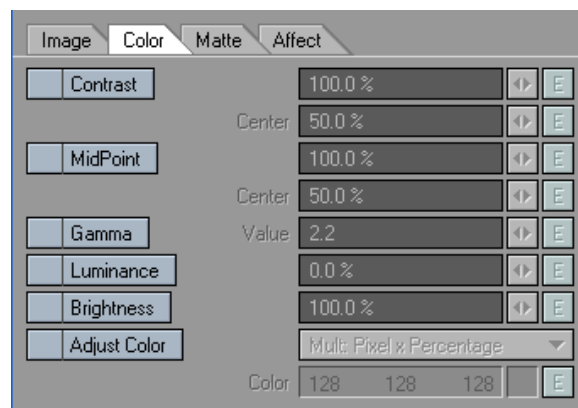 Image Color Matte Affect
Contrast 100.0 % E
Center 50.0 % E
MidPoint 100.0 % E
Center 50.0 % E
Gamma Value 2.2 E
Luminance 0.0 % E
Brightness 100.0 % E
Adjust Color Mult: Pixel x Percentage
Color 128 128 128 E